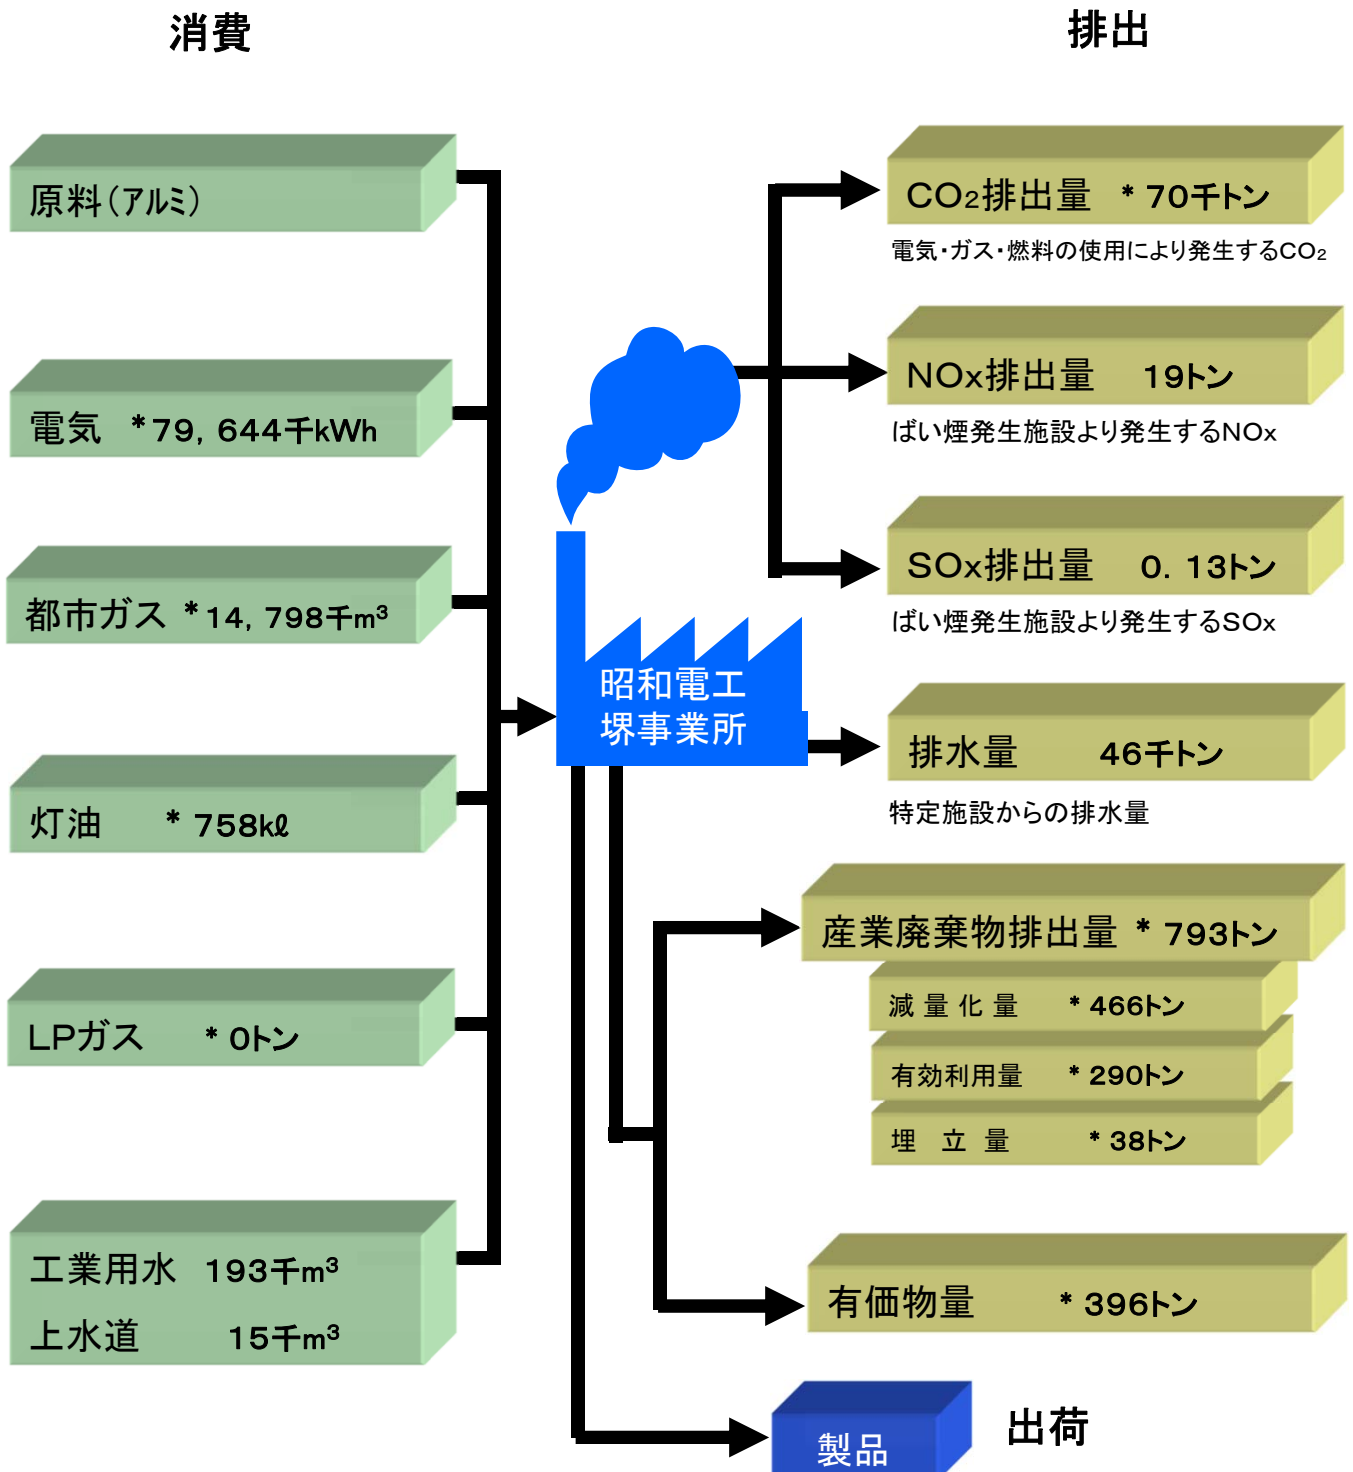 消費
排出
原料(アルミ)
電気 *79,644千kWh
都市ガス *14,798千m³
灯油 *758kℓ
LPガス *0トン
工業用水 193千m³
上水道 15千m³
昭和電工
堺事業所
CO₂排出量 *70千トン
電気・ガス・燃料の使用により発生するCO₂
NOx排出量 19トン
ばい煙発生施設より発生するNOx
SOx排出量 0.13トン
ばい煙発生施設より発生するSOx
排水量 46千トン
特定施設からの排水量
産業廃棄物排出量 *793トン
減量化量 *466トン
有効利用量 *290トン
埋立量 *38トン
有価物量 *396トン
製品
出荷